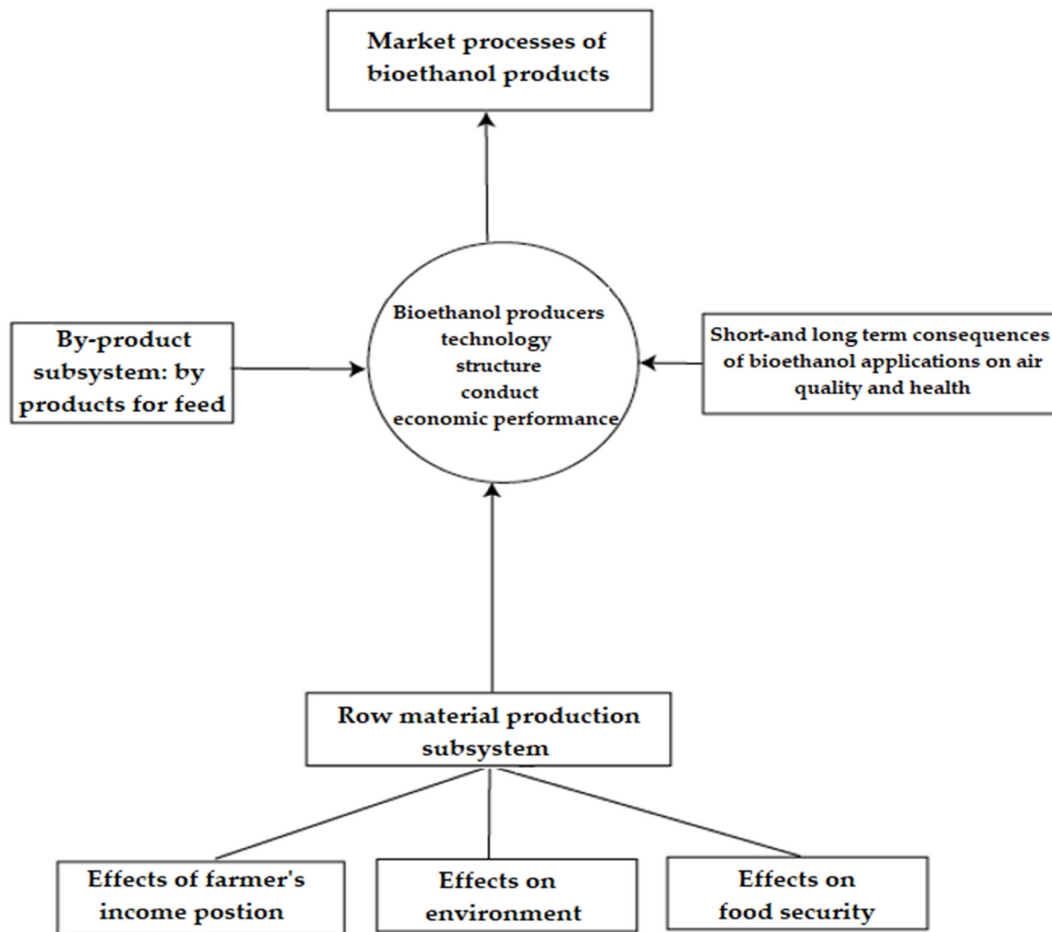 Market processes of
bioethanol products
Bioethanol producers
technology
structure
conduct
economic performance
By-product
subsystem: by
products for feed
Short-and long term consequences
of bioethanol applications on air
quality and health
Row material production
subsystem
Effects of farmer's
income postion
Effects on
environment
Effects on
food security